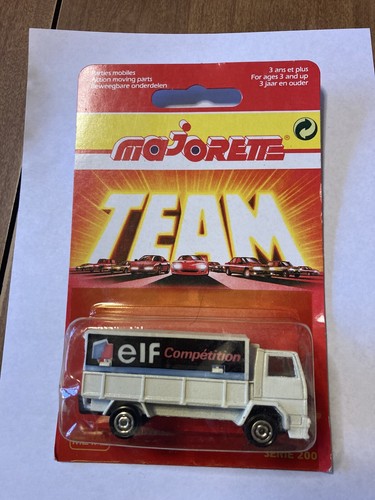 Parties mobiles
Action moving parts
Beweegbare onderdelen
3 ans et plus
For ages 3 and up
3 jaar en ouder
majorette®
TEAM
elf Compétition
SERIE 200